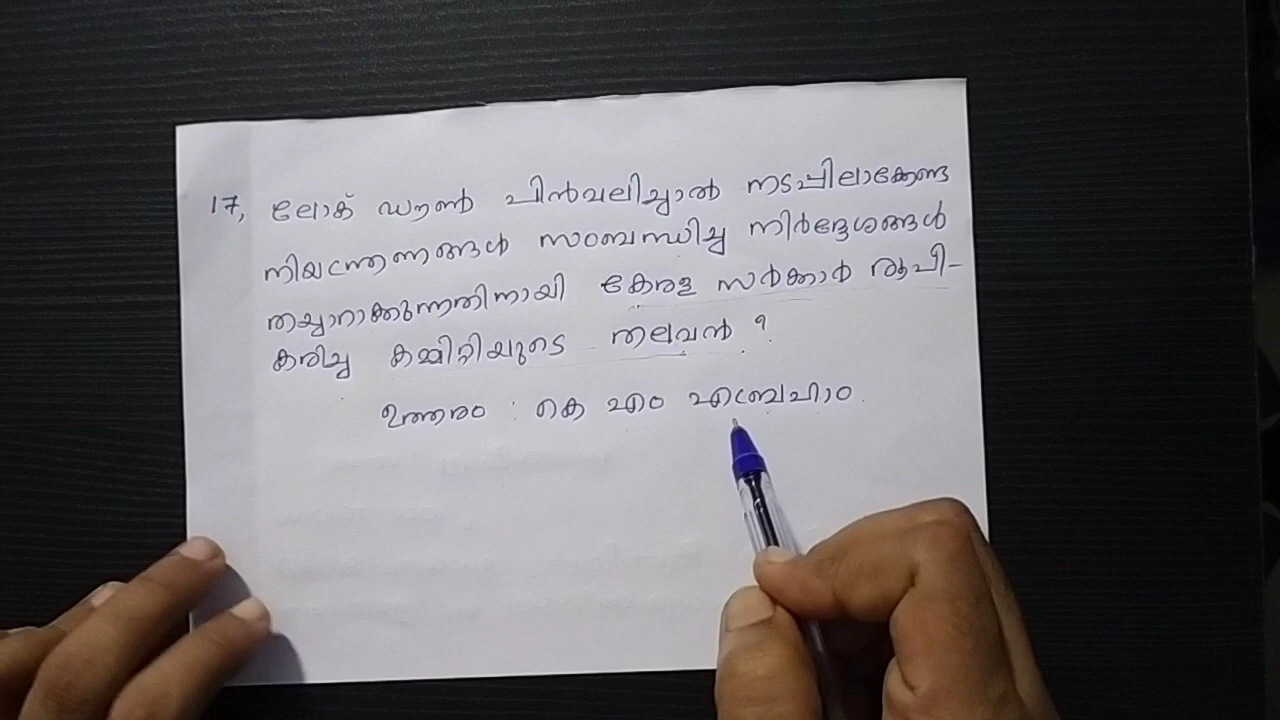 17, ലോക് ഡൗൺ പിൻവലിച്ചാൽ നടപ്പിലാക്കേണ്ട
നിയന്ത്രണങ്ങൾ സംബന്ധിച്ച നിർദ്ദേശങ്ങൾ
തയ്യാറാക്കുന്നതിനായി കേരള സർക്കാർ രൂപീ-
കരിച്ച കമ്മിറ്റിയുടെ തലവൻ ?
ഉത്തരം : കെ എം എബ്രഹാം